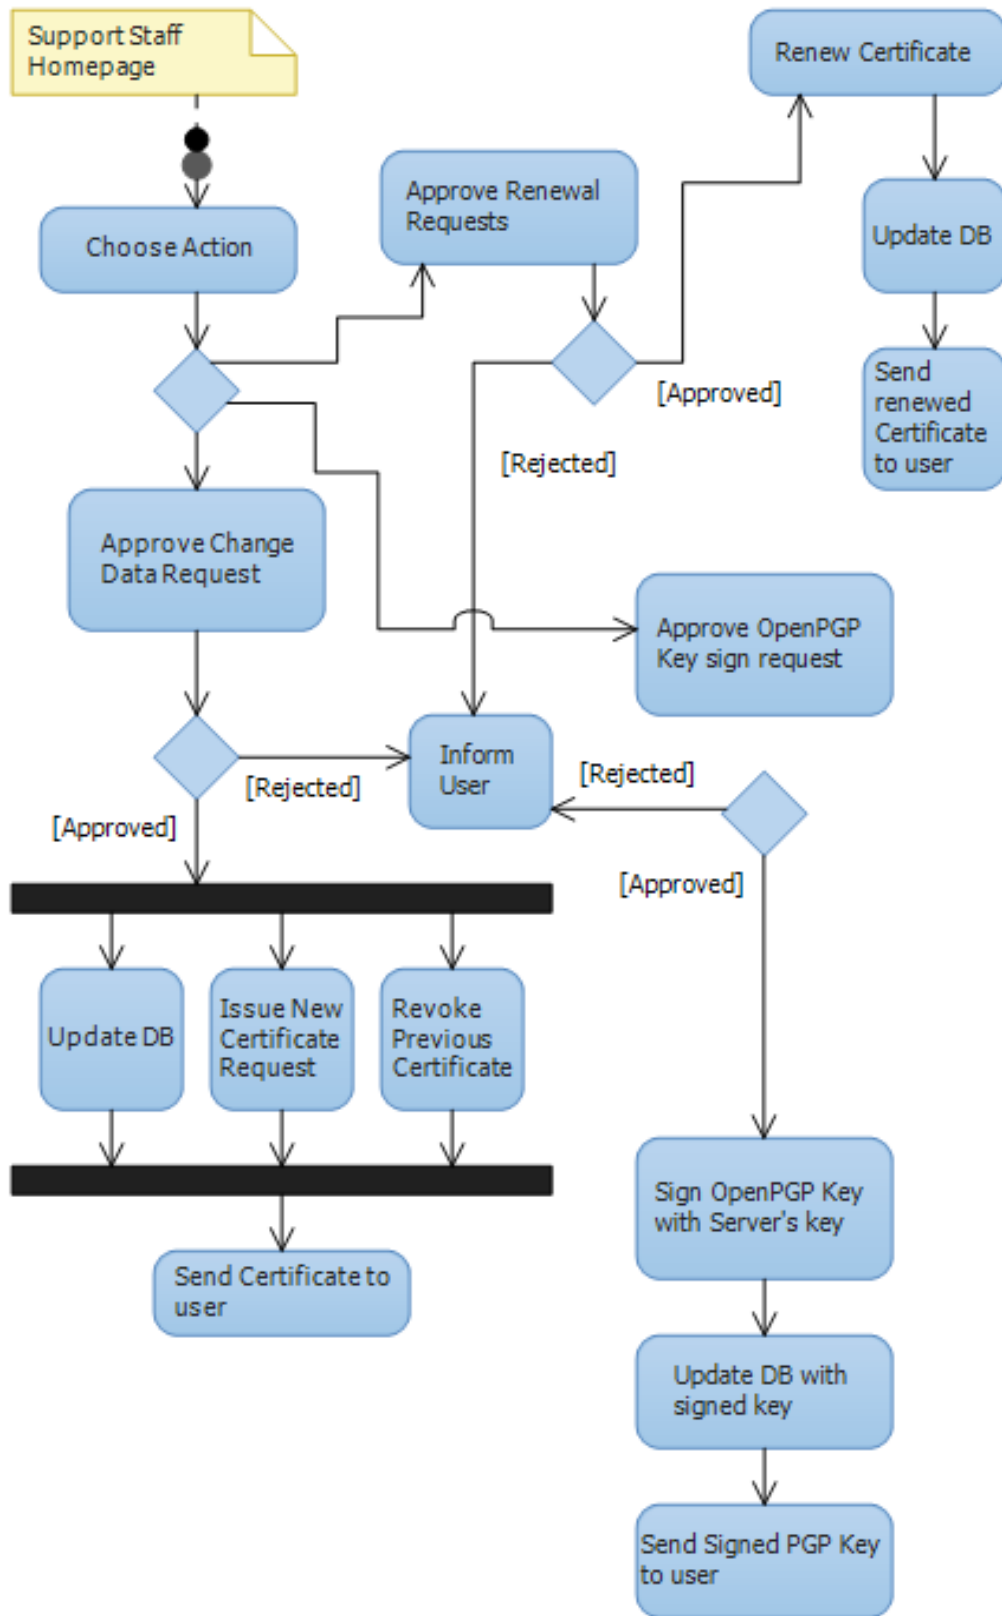 Support Staff
Homepage
Renew Certificate
Approve Renewal
Requests
Choose Action
Update DB
[Approved]
Send
renewed
Certificate
to user
[Rejected]
Approve Change
Data Request
Approve OpenPGP
Key sign request
Inform
User
[Rejected]
[Rejected]
[Approved]
[Approved]
Update DB
Issue New
Certificate
Request
Revoke
Previous
Certificate
Sign OpenPGP Key
with Server's key
Send Certificate to
user
Update DB with
signed key
Send Signed PGP Key
to user